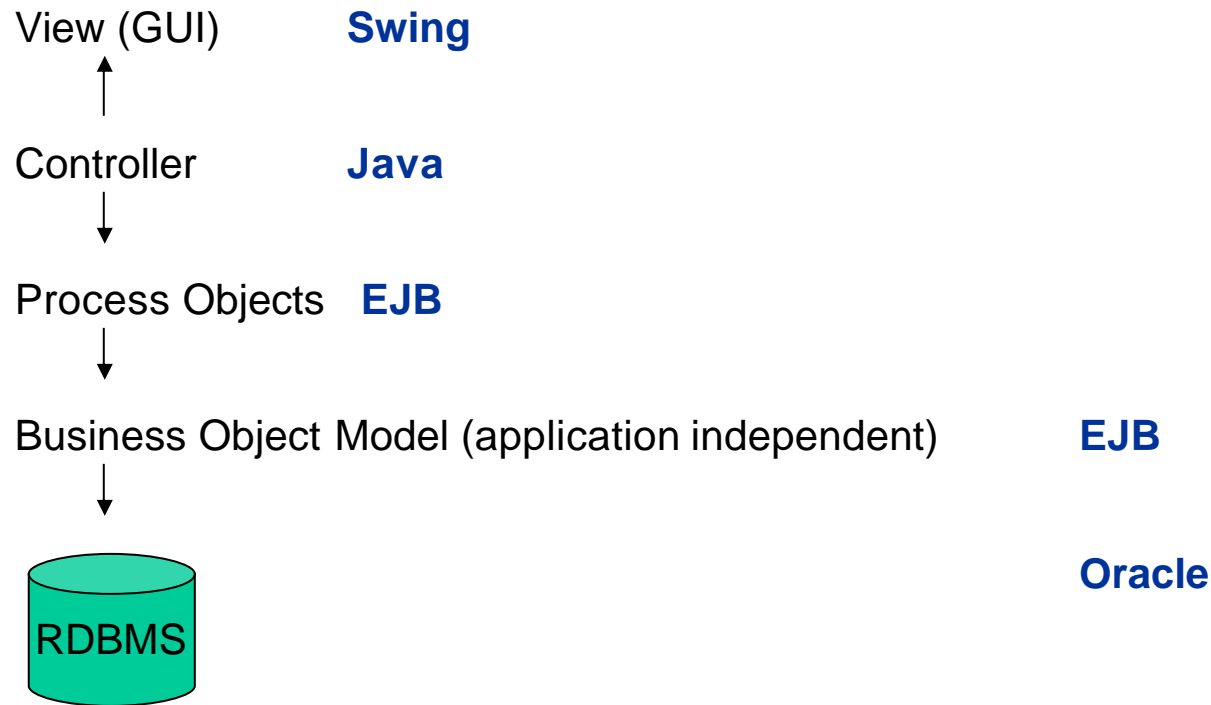 View (GUI) Swing
Controller Java
Process Objects EJB
Business Object Model (application independent) EJB
Oracle
RDBMS